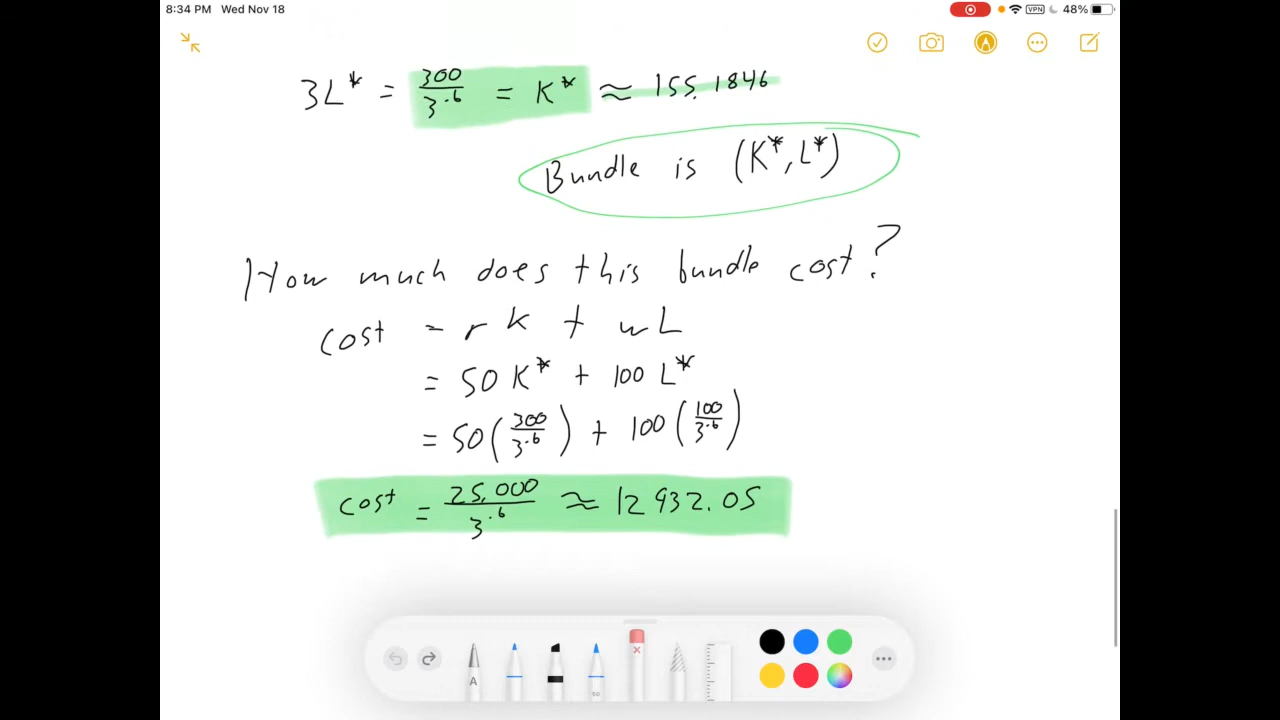 8:34 PM Wed Nov 18 VPN 48%
3L* = 300/3^.6 = K* ≈ 155.1846
Bundle is (K*, L*)
How much does this bundle cost?
cost = rK + wL
= 50K* + 100L*
= 50(300/3^.6) + 100(100/3^.6)
cost = 25,000/3^.6 ≈ 12932.05
A